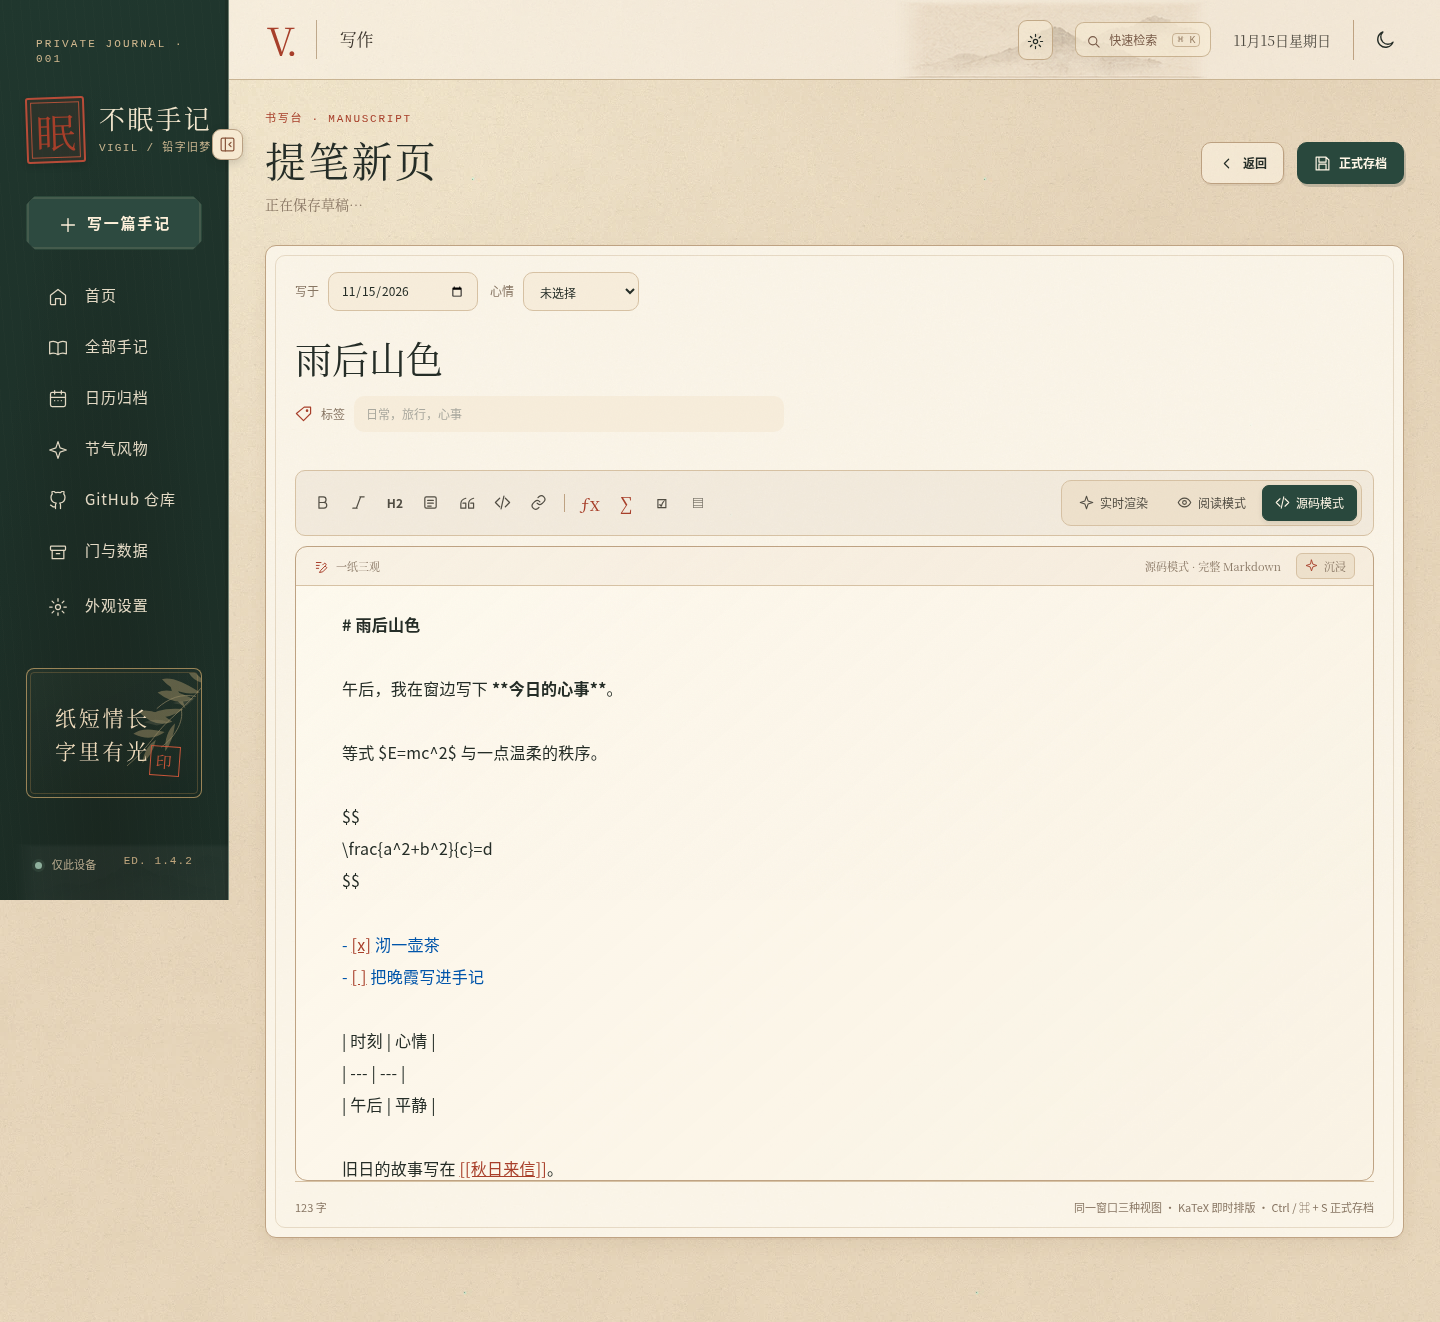 PRIVATE JOURNAL ·
001
眠
不眠手记
VIGIL / 铅字旧梦
写一篇手记
首页
全部手记
日历归档
节气风物
GitHub 仓库
门与数据
外观设置
纸短情长
字里有光
印
仅此设备
ED. 1.4.2
V.
写作
快速检索
⌘ K
11月15日星期日
书写台 · MANUSCRIPT
提笔新页
正在保存草稿…
返回
正式存档
写于
11/15/2026
心情
未选择
雨后山色
标签
日常，旅行，心事
H2
ƒx
∑
实时渲染
阅读模式
源码模式
一纸三观
源码模式 · 完整 Markdown
沉浸
# 雨后山色
午后，我在窗边写下 **今日的心事**。
等式 $E=mc^2$ 与一点温柔的秩序。
$$
\frac{a^2+b^2}{c}=d
$$
- [x] 沏一壶茶
- [ ] 把晚霞写进手记
| 时刻 | 心情 |
| --- | --- |
| 午后 | 平静 |
旧日的故事写在 [[秋日来信]]。
123 字
同一窗口三种视图 · KaTeX 即时排版 · Ctrl / ⌘ + S 正式存档